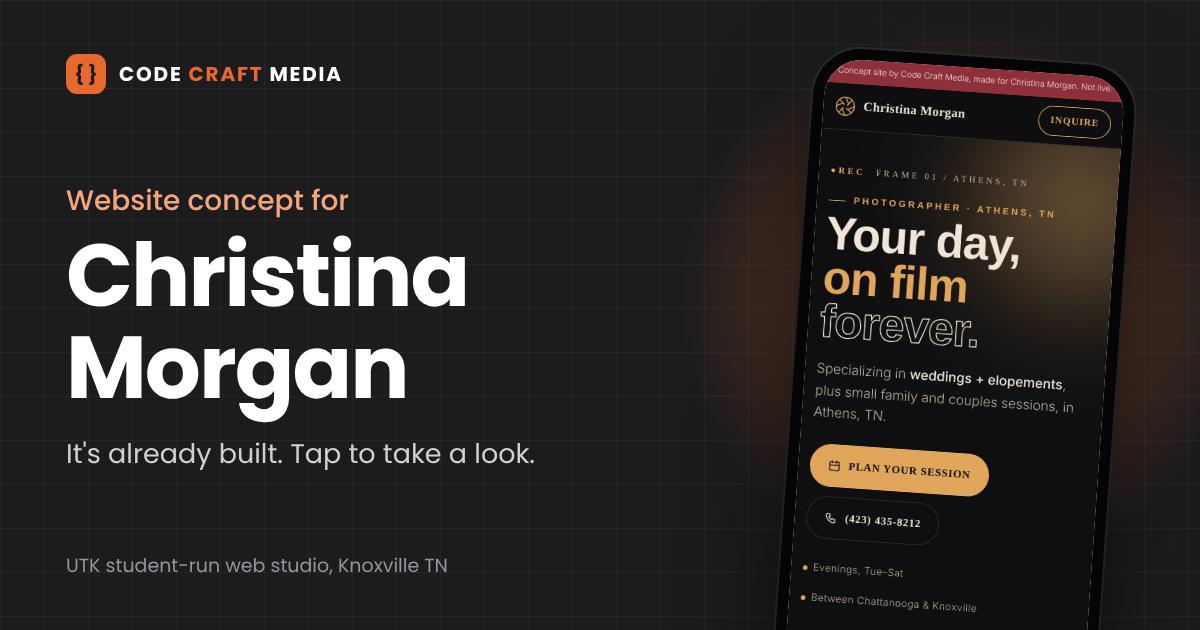 { } CODE CRAFT MEDIA
Website concept for
Christina
Morgan
It's already built. Tap to take a look.
UTK student-run web studio, Knoxville TN
Concept site by Code Craft Media, made for Christina Morgan. Not live.
Christina Morgan
INQUIRE
•REC FRAME 01 / ATHENS, TN
PHOTOGRAPHER · ATHENS, TN
Your day,
on film
forever.
Specializing in weddings + elopements,
plus small family and couples sessions, in
Athens, TN.
PLAN YOUR SESSION
(423) 435-8212
• Evenings, Tue–Sat
• Between Chattanooga & Knoxville